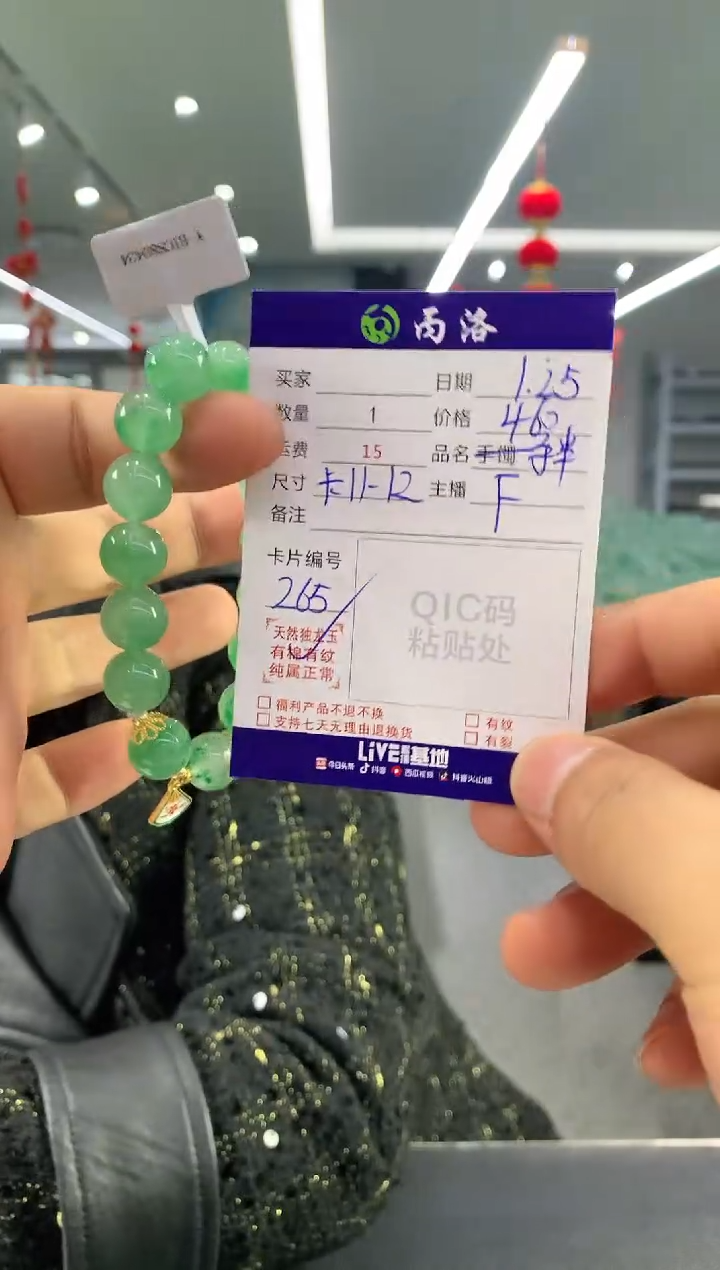 丙洛
买家 日期 1.25
数量 1 价格 460
运费 15 品名 手镯 手串
尺寸 卡11-12 主播 F
备注
卡片编号
265
QIC码
粘贴处
天然独龙玉
有棉有纹
纯属正常
福利产品不退不换 有纹
支持七天无理由退换货 有裂
LiVE 基地
今日头条 抖音 西瓜视频 抖音火山版